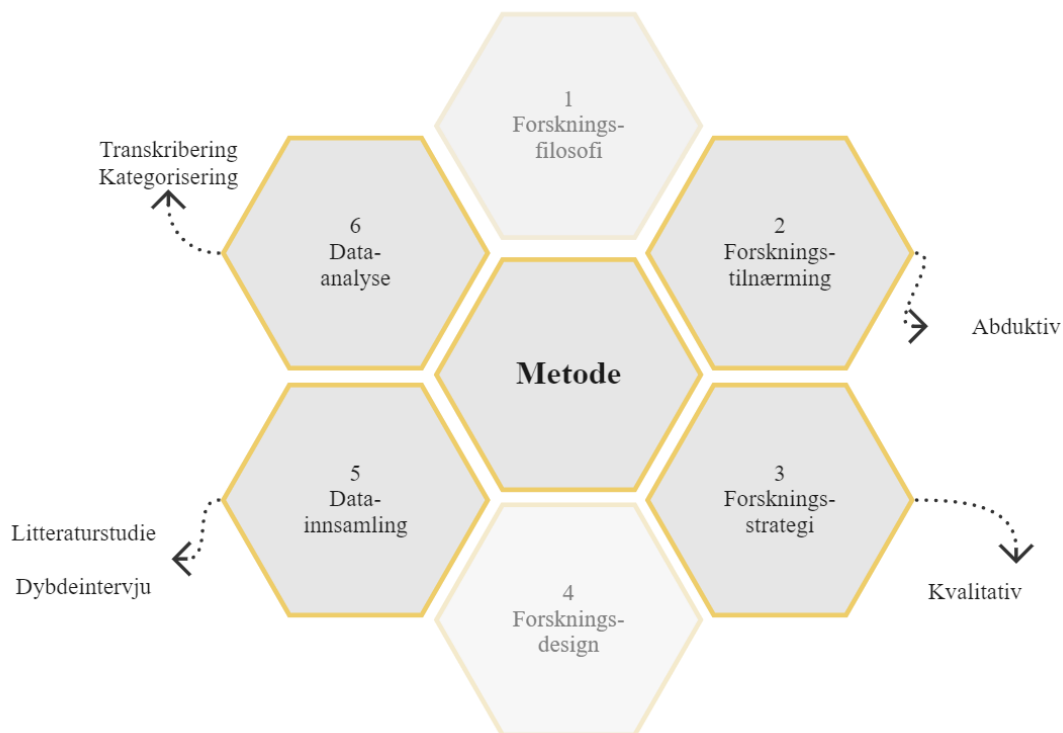 1
Forsknings-
filosofi
Transkribering
Kategorisering
6
Data-
analyse
2
Forsknings-
tilnærming
Abduktiv
Metode
5
Data-
innsamling
3
Forsknings-
strategi
Litteraturstudie
Dybdeintervju
Kvalitativ
4
Forsknings-
design